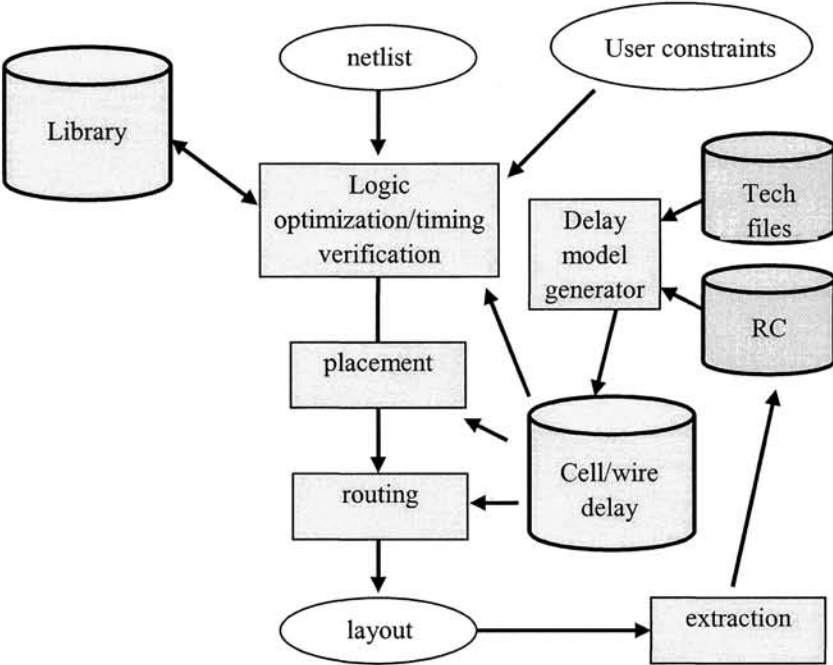 netlist
User constraints
Library
Logic
optimization/timing
verification
Delay
model
generator
Tech
files
RC
placement
Cell/wire
delay
routing
layout
extraction